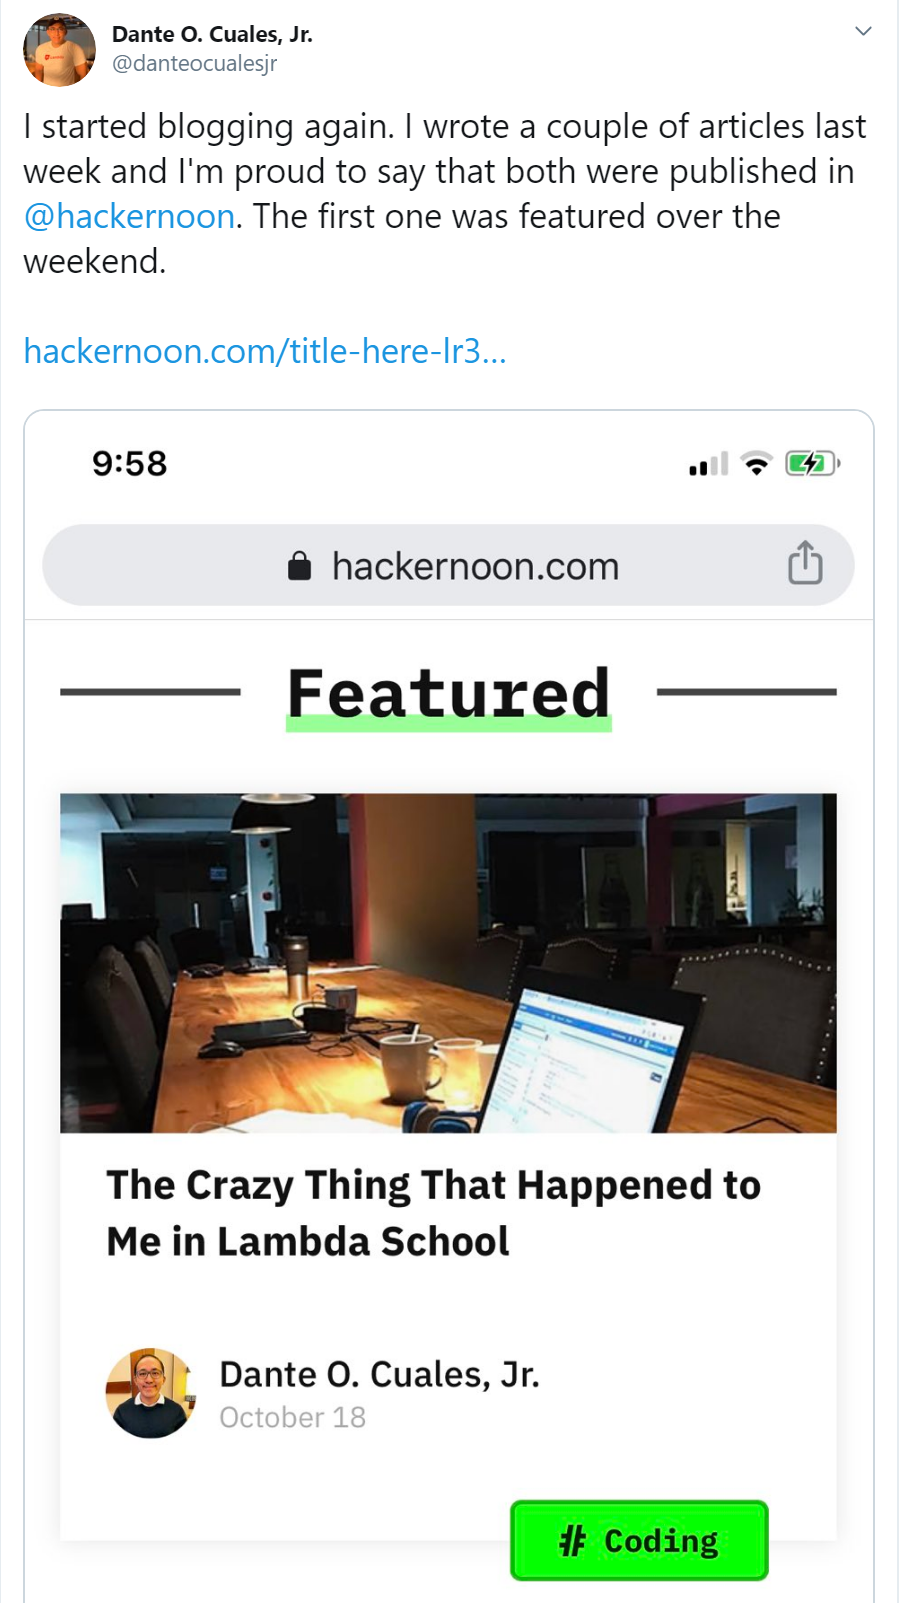 Dante O. Cuales, Jr.
@danteocualesjr
I started blogging again. I wrote a couple of articles last
week and I'm proud to say that both were published in
@hackernoon. The first one was featured over the
weekend.
hackernoon.com/title-here-lr3...
9:58
hackernoon.com
Featured
The Crazy Thing That Happened to
Me in Lambda School
Dante O. Cuales, Jr.
October 18
# Coding